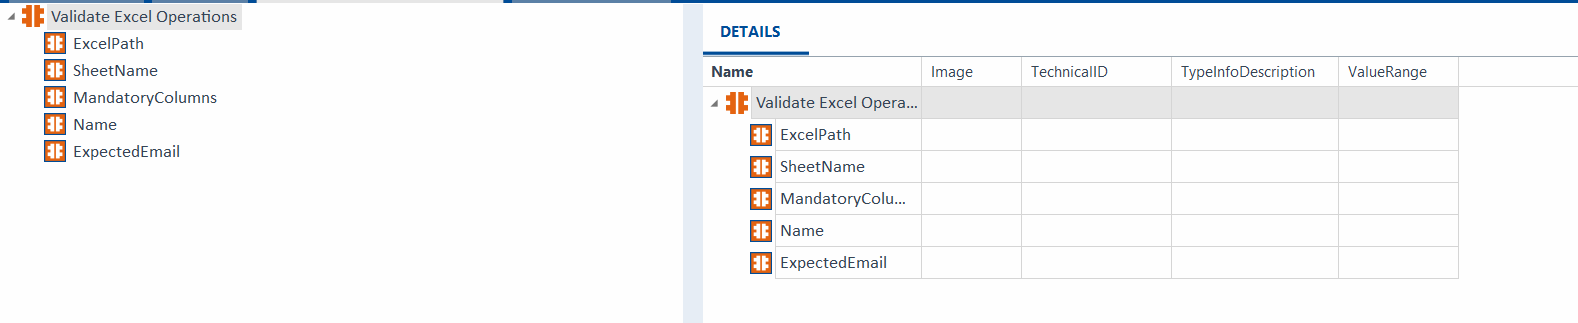 Validate Excel Operations
ExcelPath
SheetName
MandatoryColumns
Name
ExpectedEmail
DETAILS
Name Image TechnicalID TypeInfoDescription ValueRange
Validate Excel Opera...
ExcelPath
SheetName
MandatoryColu...
Name
ExpectedEmail